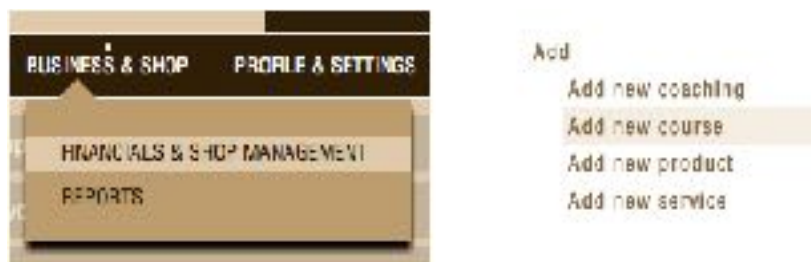 BUSINESS & SHOP PROFILE & SETTINGS
FINANCIALS & SHOP MANAGEMENT
REPORTS
Add
Add new coaching
Add new course
Add new product
Add new service